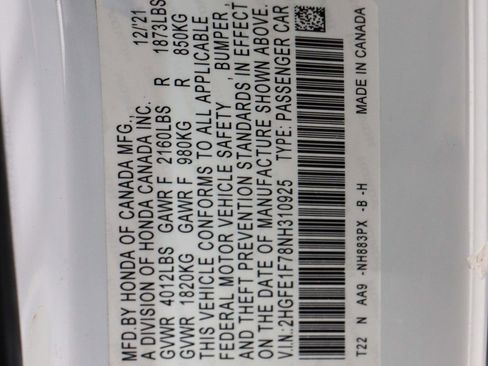 MFD.BY HONDA OF CANADA MFG., 12/21
A DIVISION OF HONDA CANADA INC.
GVWR 4012LBS GAWR F 2160LBS R 1873LBS
GVWR 1820KG GAWR F 980KG R 850KG
THIS VEHICLE CONFORMS TO ALL APPLICABLE
FEDERAL MOTOR VEHICLE SAFETY , BUMPER,
AND THEFT PREVENTION STANDARDS IN EFFECT
ON THE DATE OF MANUFACTURE SHOWN ABOVE.
V.I.N.:2HGFE1F76NH310925 TYPE: PASSENGER CAR
T22 N AA9 -NH883PX -B -H MADE IN CANADA